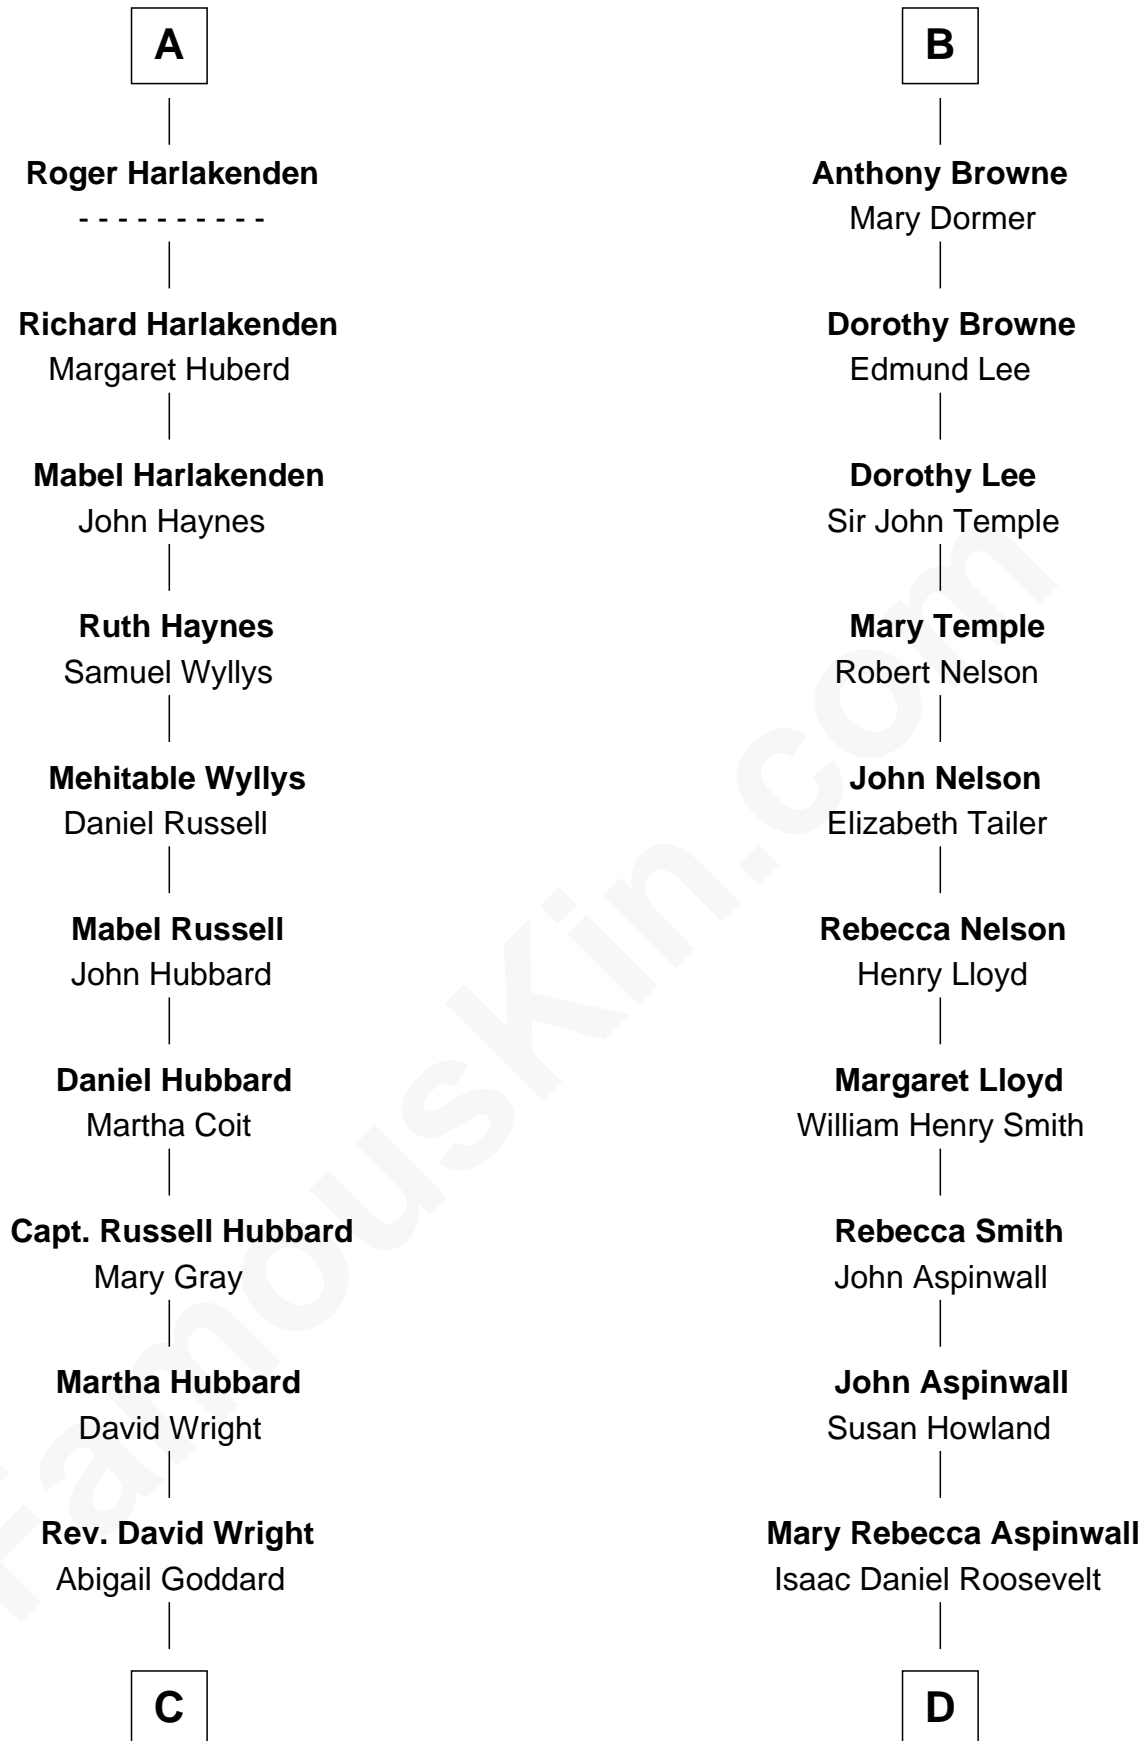 A
Roger Harlakenden
- - - - - - - - - -
Richard Harlakenden
Margaret Huberd
Mabel Harlakenden
John Haynes
Ruth Haynes
Samuel Wyllys
Mehitable Wyllys
Daniel Russell
Mabel Russell
John Hubbard
Daniel Hubbard
Martha Coit
Capt. Russell Hubbard
Mary Gray
Martha Hubbard
David Wright
Rev. David Wright
Abigail Goddard
C
B
Anthony Browne
Mary Dormer
Dorothy Browne
Edmund Lee
Dorothy Lee
Sir John Temple
Mary Temple
Robert Nelson
John Nelson
Elizabeth Tailer
Rebecca Nelson
Henry Lloyd
Margaret Lloyd
William Henry Smith
Rebecca Smith
John Aspinwall
John Aspinwall
Susan Howland
Mary Rebecca Aspinwall
Isaac Daniel Roosevelt
D
FamousKin.com